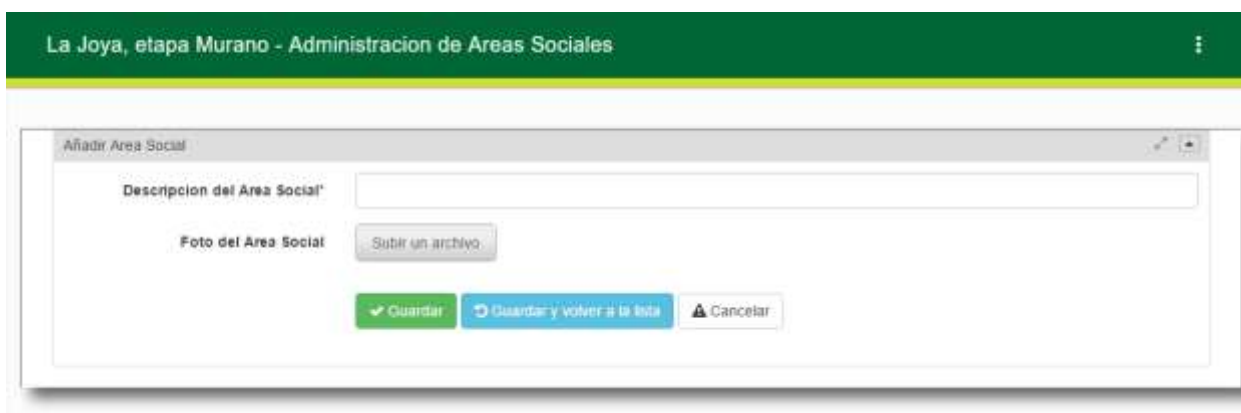 La Joya, etapa Murano - Administracion de Areas Sociales
Añadir Area Social
Descripcion del Area Social*
Foto del Area Social
Subir un archivo
Guardar
Guardar y volver a la lista
Cancelar